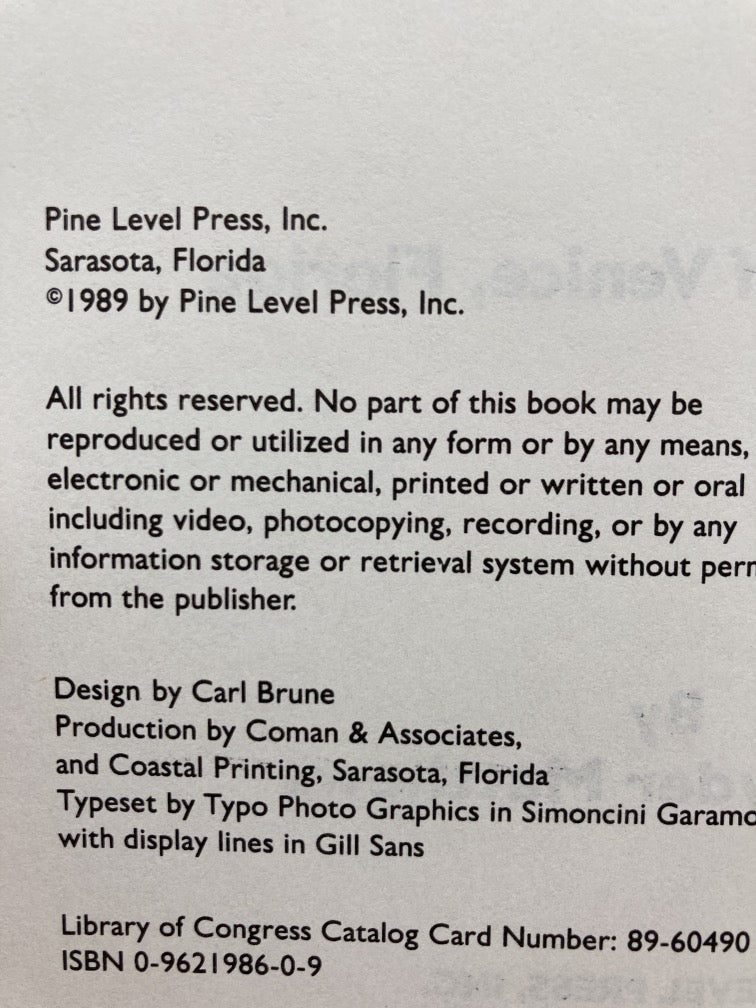 Pine Level Press, Inc.
Sarasota, Florida
©1989 by Pine Level Press, Inc.
All rights reserved. No part of this book may be
reproduced or utilized in any form or by any means,
electronic or mechanical, printed or written or oral
including video, photocopying, recording, or by any
information storage or retrieval system without perm
from the publisher.
Design by Carl Brune
Production by Coman & Associates,
and Coastal Printing, Sarasota, Florida
Typeset by Typo Photo Graphics in Simoncini Garamo
with display lines in Gill Sans
Library of Congress Catalog Card Number: 89-60490
ISBN 0-9621986-0-9